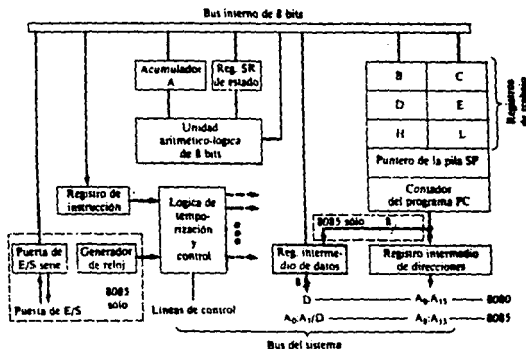 Bus interno de 8 bits
Acumulador
A
Reg. SR
de estado
Unidad
aritmético-lógica
de 8 bits
B
C
D
E
H
L
Registros
de trabajo
Puntero de la pila SP
Contador
del programa PC
Registro de
instrucción
Lógica de
temporización
y
control
8085 sólo
8
Puerta de
E/S serie
Generador
de reloj
8085
sólo
Puerta de E/S
Líneas de control
Reg. interme-
dio de datos
Registro intermedio
de direcciones
8
D
A₀:A₁₅
8080
A₀:A₇/D
A₈:A₁₅
8085
Bus del sistema